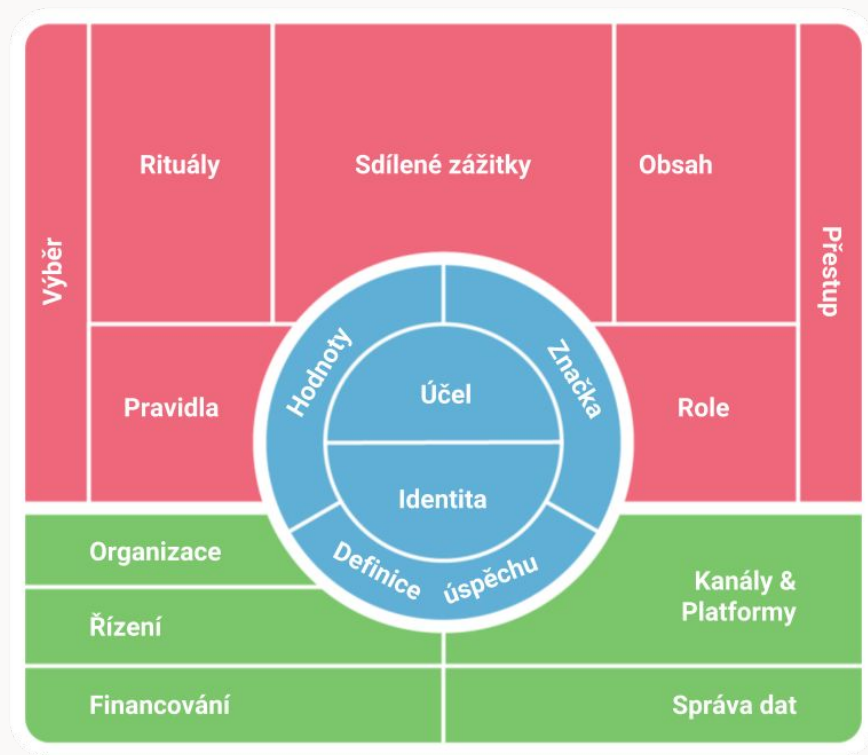 Výběr
Rituály
Sdílené zážitky
Obsah
Přestup
Pravidla
Role
Hodnoty
Značka
Účel
Identita
Definice úspěchu
Organizace
Řízení
Financování
Kanály &
Platformy
Správa dat